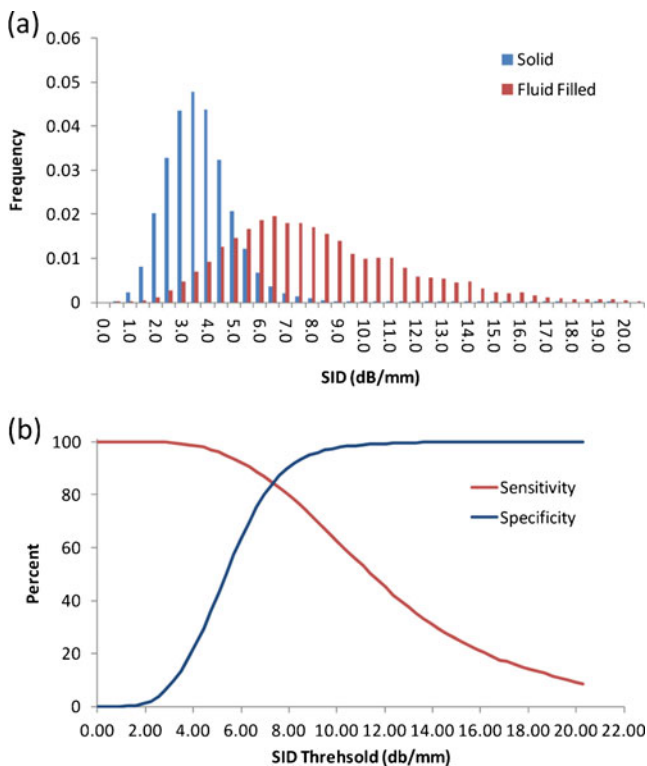 (a)
0.06
0.05
0.04
0.03
0.02
0.01
0
Frequency
Solid
Fluid Filled
0.0 1.0 2.0 3.0 4.0 5.0 6.0 7.0 8.0 9.0 10.0 11.0 12.0 13.0 14.0 15.0 16.0 17.0 18.0 19.0 20.0
SID (dB/mm)
(b)
100
80
60
40
20
0
Percent
Sensitivity
Specificity
0.00 2.00 4.00 6.00 8.00 10.00 12.00 14.00 16.00 18.00 20.00 22.00
SID Threhsold (db/mm)